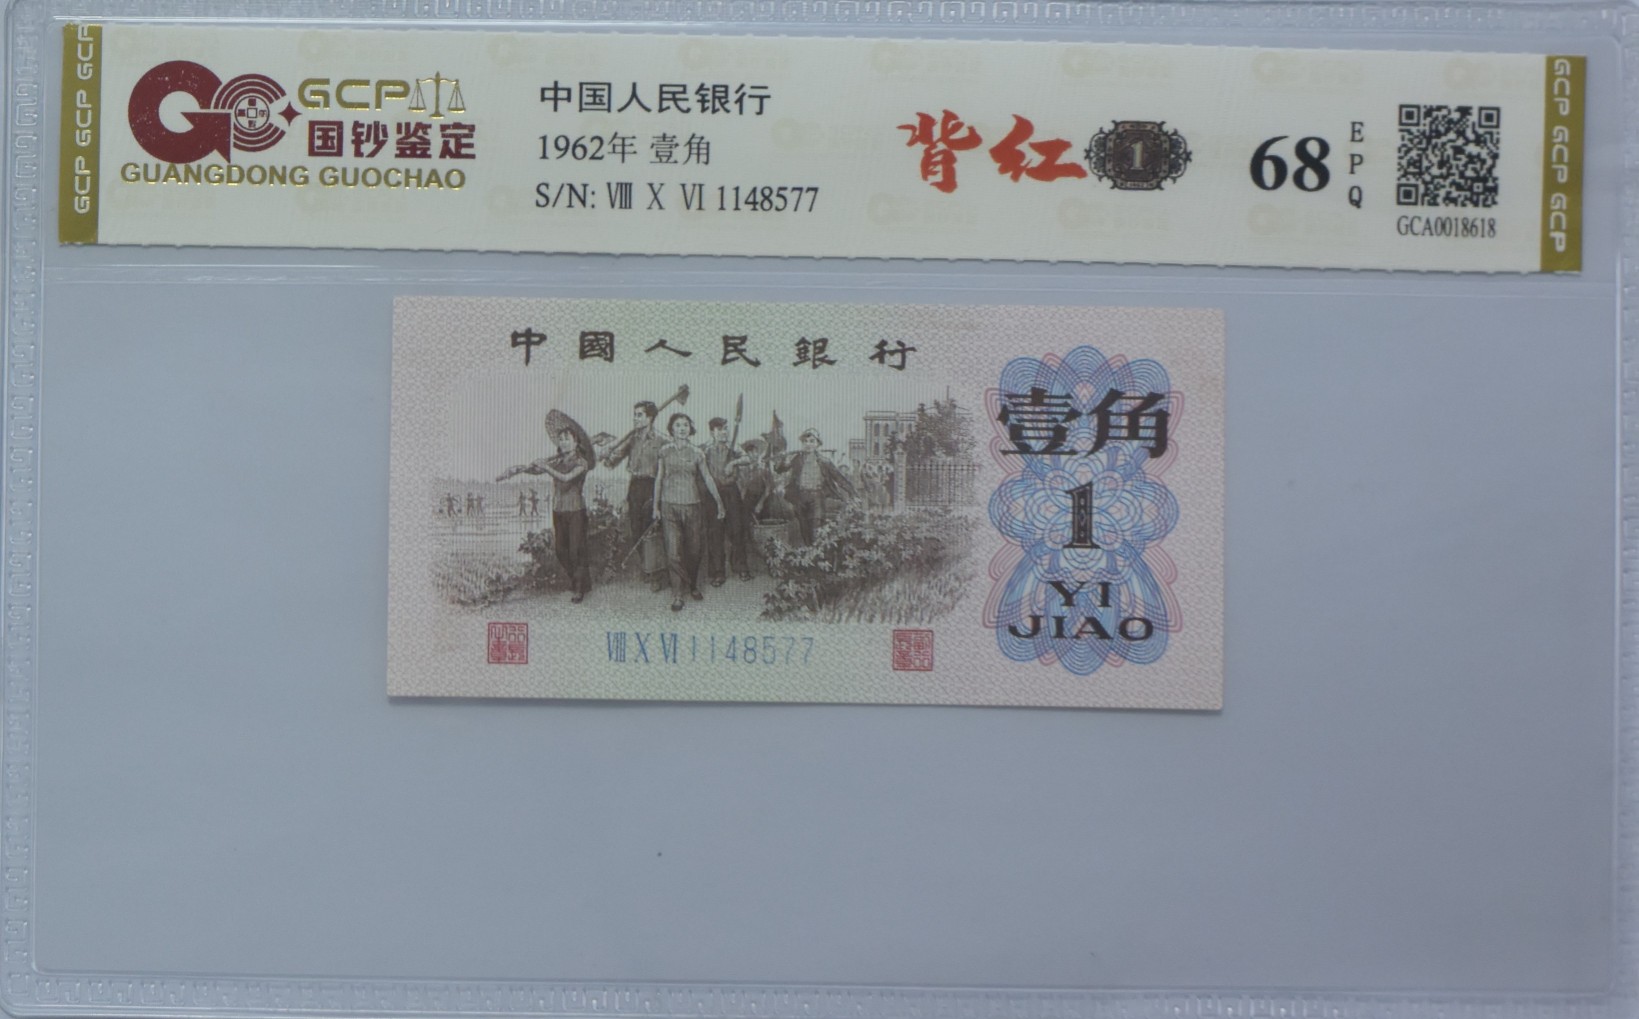 GCP GCP GCP
GCP
国钞鉴定
GUANGDONG GUOCHAO
中国人民银行
1962年 壹角
S/N: Ⅷ Ⅹ Ⅵ 1148577
背红
1
68
EPQ
GCA0018618
GCP GCP GCP
中國人民銀行
壹角
1
YI
JIAO
Ⅷ Ⅹ Ⅵ 1148577